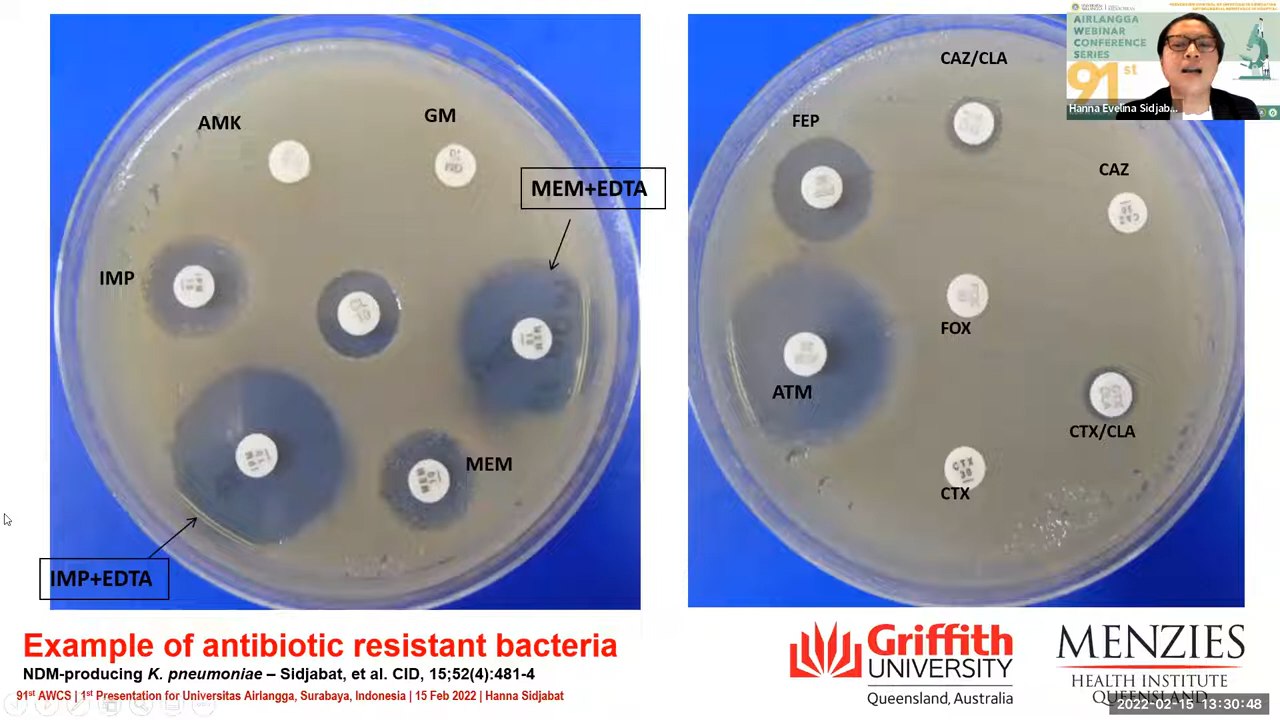 AIRLANGGA
WEBINAR
CONFERENCE
SERIES
91st
Hanna Evelina Sidjab...
CAZ/CLA
AMK
GM
FEP
MEM+EDTA
CAZ
IMP
FOX
ATM
CTX/CLA
MEM
CTX
CTX
30
IMP+EDTA
Example of antibiotic resistant bacteria
NDM-producing K. pneumoniae – Sidjabat, et al. CID, 15;52(4):481-4
91st AWCS | 1st Presentation for Universitas Airlangga, Surabaya, Indonesia | 15 Feb 2022 | Hanna Sidjabat
Griffith
UNIVERSITY
Queensland, Australia
MENZIES
HEALTH INSTITUTE
QUEENSLAND
2022-02-15 13:30:48